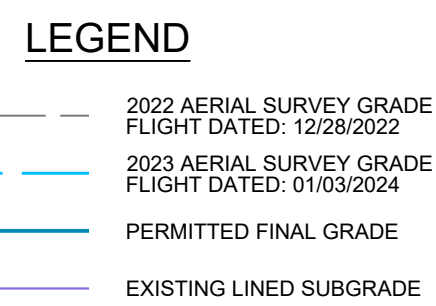 LEGEND
2022 AERIAL SURVEY GRADE
FLIGHT DATED: 12/28/2022
2023 AERIAL SURVEY GRADE
FLIGHT DATED: 01/03/2024
PERMITTED FINAL GRADE
EXISTING LINED SUBGRADE